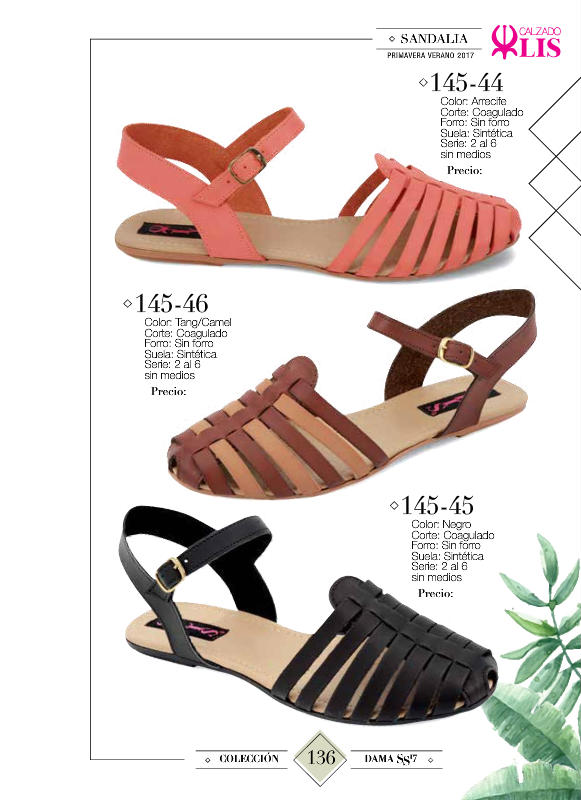 SANDALIA
PRIMAVERA VERANO 2017
CALZADO
LIS
145-44
Color: Arrecife
Corte: Coagulado
Forro: Sin forro
Suela: Sintética
Serie: 2 al 6
sin medios
Precio:
145-46
Color: Tang/Camel
Corte: Coagulado
Forro: Sin forro
Suela: Sintética
Serie: 2 al 6
sin medios
Precio:
145-45
Color: Negro
Corte: Coagulado
Forro: Sin forro
Suela: Sintética
Serie: 2 al 6
sin medios
Precio:
COLECCIÓN
136
DAMA SS'7